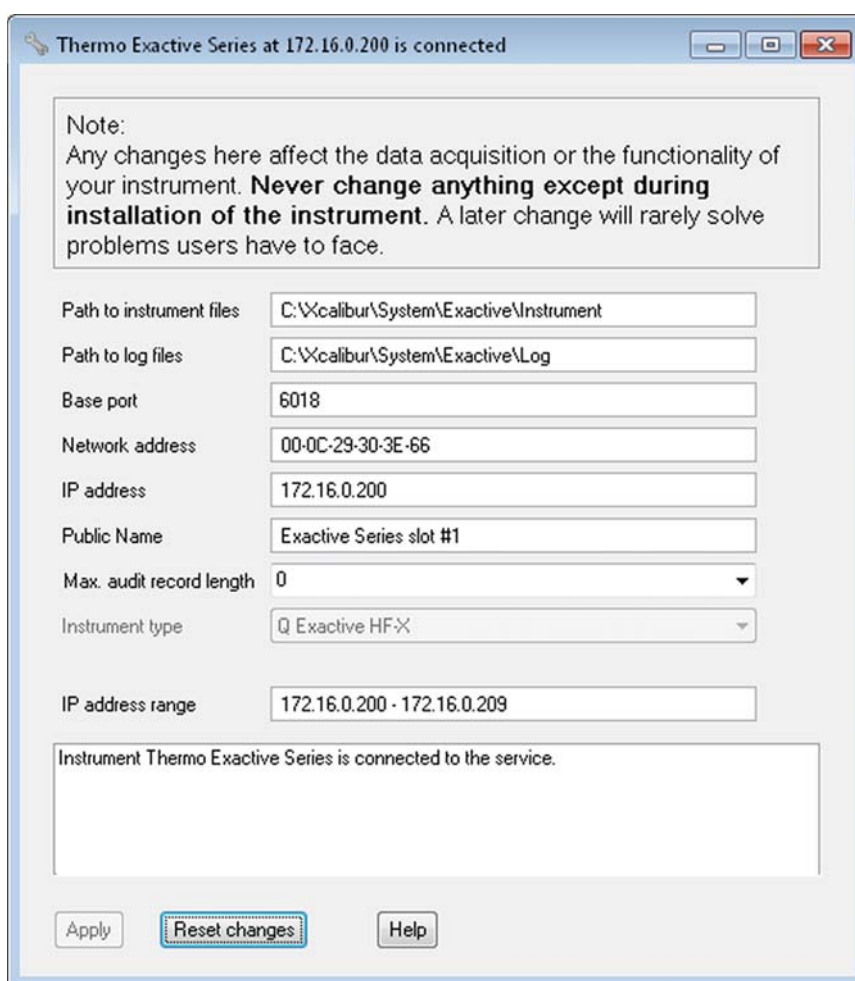 Thermo Exactive Series at 172.16.0.200 is connected
Note:
Any changes here affect the data acquisition or the functionality of
your instrument. Never change anything except during
installation of the instrument. A later change will rarely solve
problems users have to face.
Path to instrument files C:\Xcalibur\System\Exactive\Instrument
Path to log files C:\Xcalibur\System\Exactive\Log
Base port 6018
Network address 00-0C-29-30-3E-66
IP address 172.16.0.200
Public Name Exactive Series slot #1
Max. audit record length 0
Instrument type Q Exactive HF-X
IP address range 172.16.0.200 - 172.16.0.209
Instrument Thermo Exactive Series is connected to the service.
Apply Reset changes Help